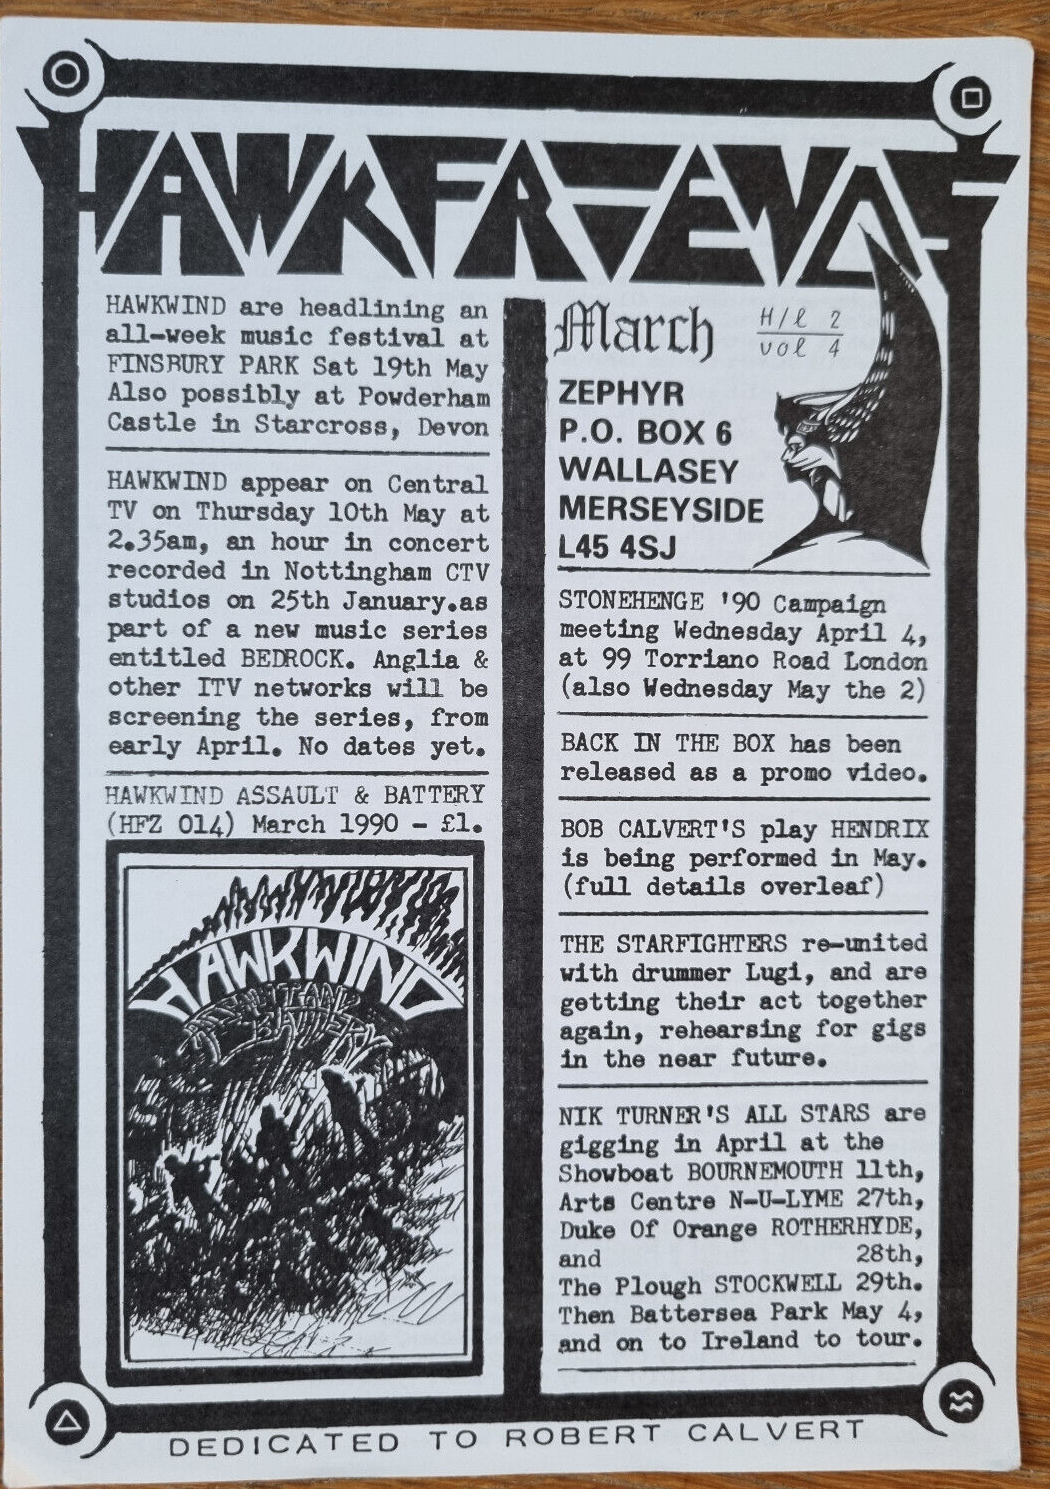 HAWKFRIENDS
HAWKWIND are headlining an
all-week music festival at
FINSBURY PARK Sat 19th May
Also possibly at Powderham
Castle in Starcross, Devon
HAWKWIND appear on Central
TV on Thursday 10th May at
2.35am, an hour in concert
recorded in Nottingham CTV
studios on 25th January.as
part of a new music series
entitled BEDROCK. Anglia &
other ITV networks will be
screening the series, from
early April. No dates yet.
HAWKWIND ASSAULT & BATTERY
(HFZ 014) March 1990 - £1.
HAWKWIND
ASSAULT AND
BATTERY
March
H/l 2
vol 4
ZEPHYR
P.O. BOX 6
WALLASEY
MERSEYSIDE
L45 4SJ
STONEHENGE '90 Campaign
meeting Wednesday April 4,
at 99 Torriano Road London
(also Wednesday May the 2)
BACK IN THE BOX has been
released as a promo video.
BOB CALVERT'S play HENDRIX
is being performed in May.
(full details overleaf)
THE STARFIGHTERS re-united
with drummer Lugi, and are
getting their act together
again, rehearsing for gigs
in the near future.
NIK TURNER'S ALL STARS are
gigging in April at the
Showboat BOURNEMOUTH 11th,
Arts Centre N-U-LYME 27th,
Duke Of Orange ROTHERHYDE,
and 28th,
The Plough STOCKWELL 29th.
Then Battersea Park May 4,
and on to Ireland to tour.
DEDICATED TO ROBERT CALVERT